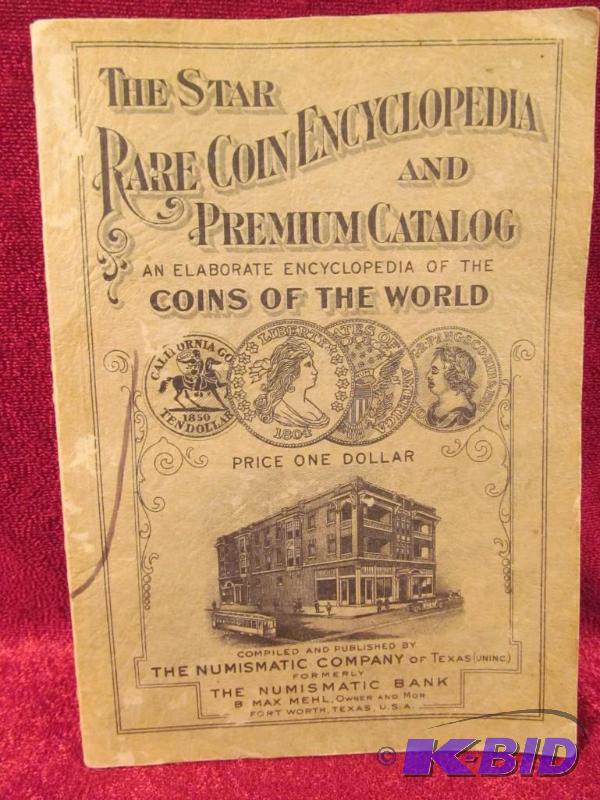 THE STAR
RARE COIN ENCYCLOPEDIA
AND
PREMIUM CATALOG
AN ELABORATE ENCYCLOPEDIA OF THE
COINS OF THE WORLD
CALIFORNIA GO
1850
TEN DOLLAR
LIBERTY
1804
ATES OF
AMERICA
PRICE ONE DOLLAR
COMPILED AND PUBLISHED BY
THE NUMISMATIC COMPANY OF TEXAS (UNINC.)
FORMERLY
THE NUMISMATIC BANK
B MAX MEHL, OWNER AND MGR
FORT WORTH, TEXAS, U.S.A.
© K-BID